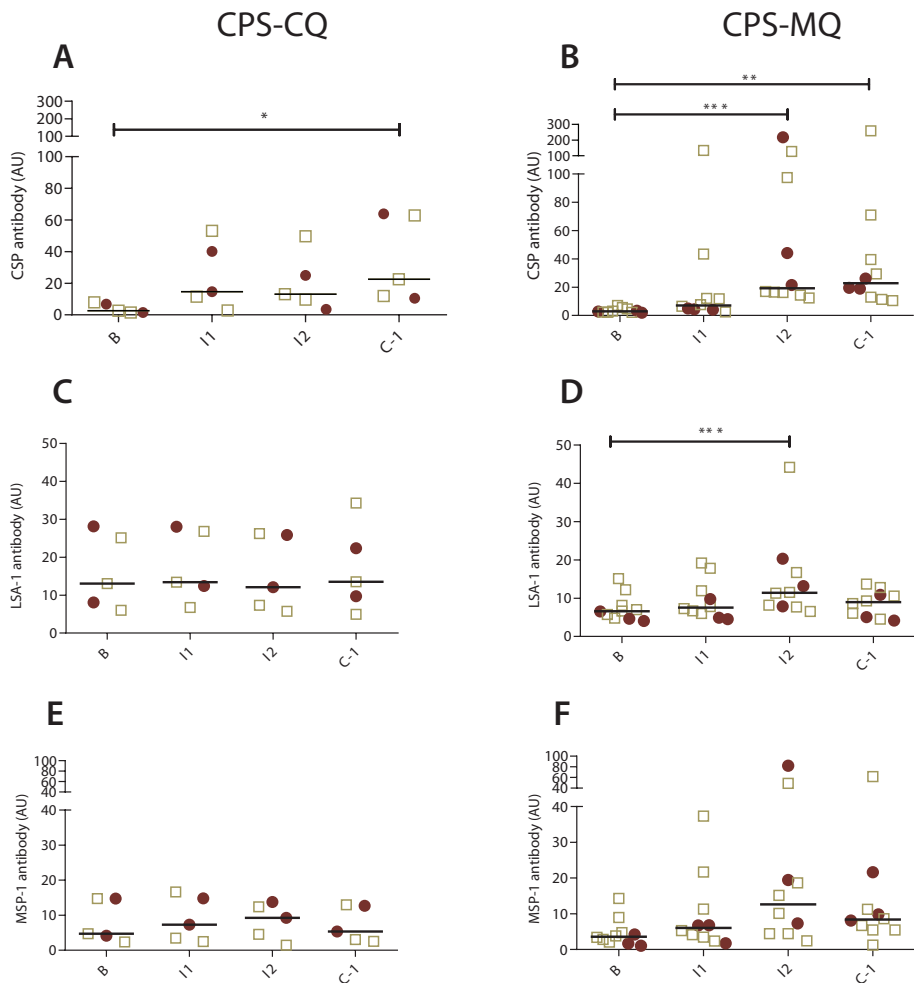 CPS-CQ
CPS-MQ
A
CSP antibody (AU)
300
200
100
100
80
60
40
20
0
*
B
I1
I2
C-1
B
CSP antibody (AU)
300
200
100
100
80
60
40
20
0
**
***
B
I1
I2
C-1
C
LSA-1 antibody (AU)
50
40
30
20
10
0
B
I1
I2
C-1
D
LSA-1 antibody (AU)
50
40
30
20
10
0
***
B
I1
I2
C-1
E
MSP-1 antibody (AU)
100
80
60
40
40
30
20
10
0
B
I1
I2
C-1
F
MSP-1 antibody (AU)
100
80
60
40
40
30
20
10
0
B
I1
I2
C-1